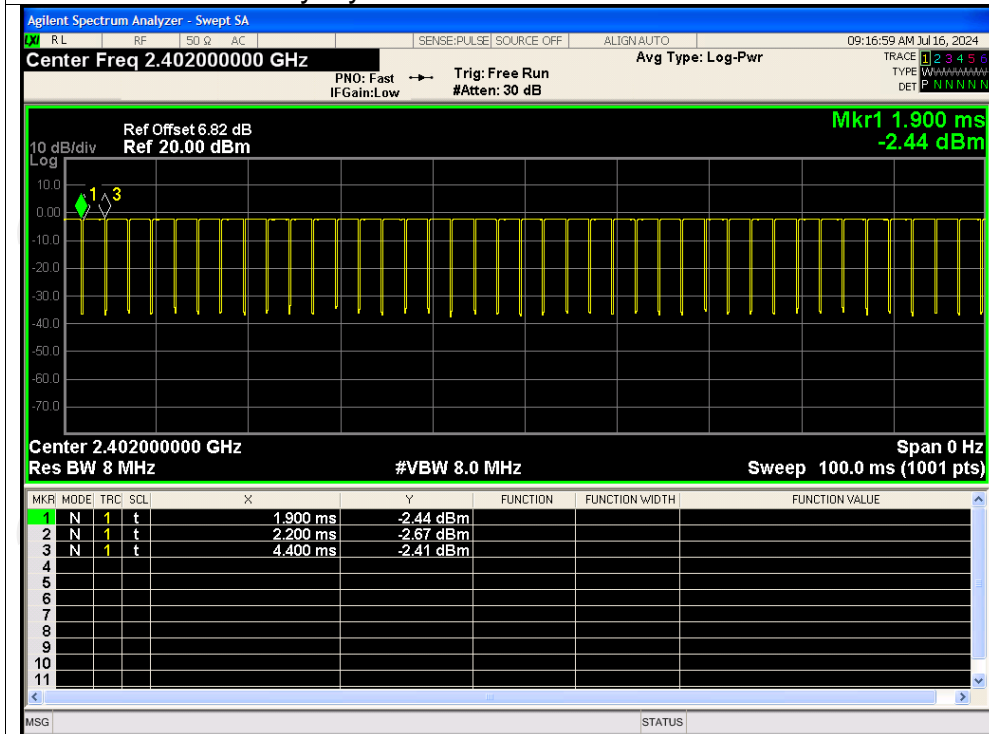 Agilent Spectrum Analyzer - Swept SA
LXI RL RF 50 Ω AC SENSE:PULSE SOURCE OFF ALIGN AUTO 09:16:59 AM Jul 16, 2024
Center Freq 2.402000000 GHz Avg Type: Log-Pwr TRACE 1 2 3 4 5 6
PNO: Fast Trig: Free Run TYPE WWWWWW
IFGain:Low #Atten: 30 dB DET P N N N N N
Mkr1 1.900 ms
Ref Offset 6.82 dB -2.44 dBm
10 dB/div Ref 20.00 dBm
Log
10.0
1 3
0.00
-10.0
-20.0
-30.0
-40.0
-50.0
-60.0
-70.0
Center 2.402000000 GHz Span 0 Hz
Res BW 8 MHz #VBW 8.0 MHz Sweep 100.0 ms (1001 pts)
MKR MODE TRC SCL X Y FUNCTION FUNCTION WIDTH FUNCTION VALUE
1 N 1 t 1.900 ms -2.44 dBm
2 N 1 t 2.200 ms -2.67 dBm
3 N 1 t 4.400 ms -2.41 dBm
4
5
6
7
8
9
10
11
MSG STATUS